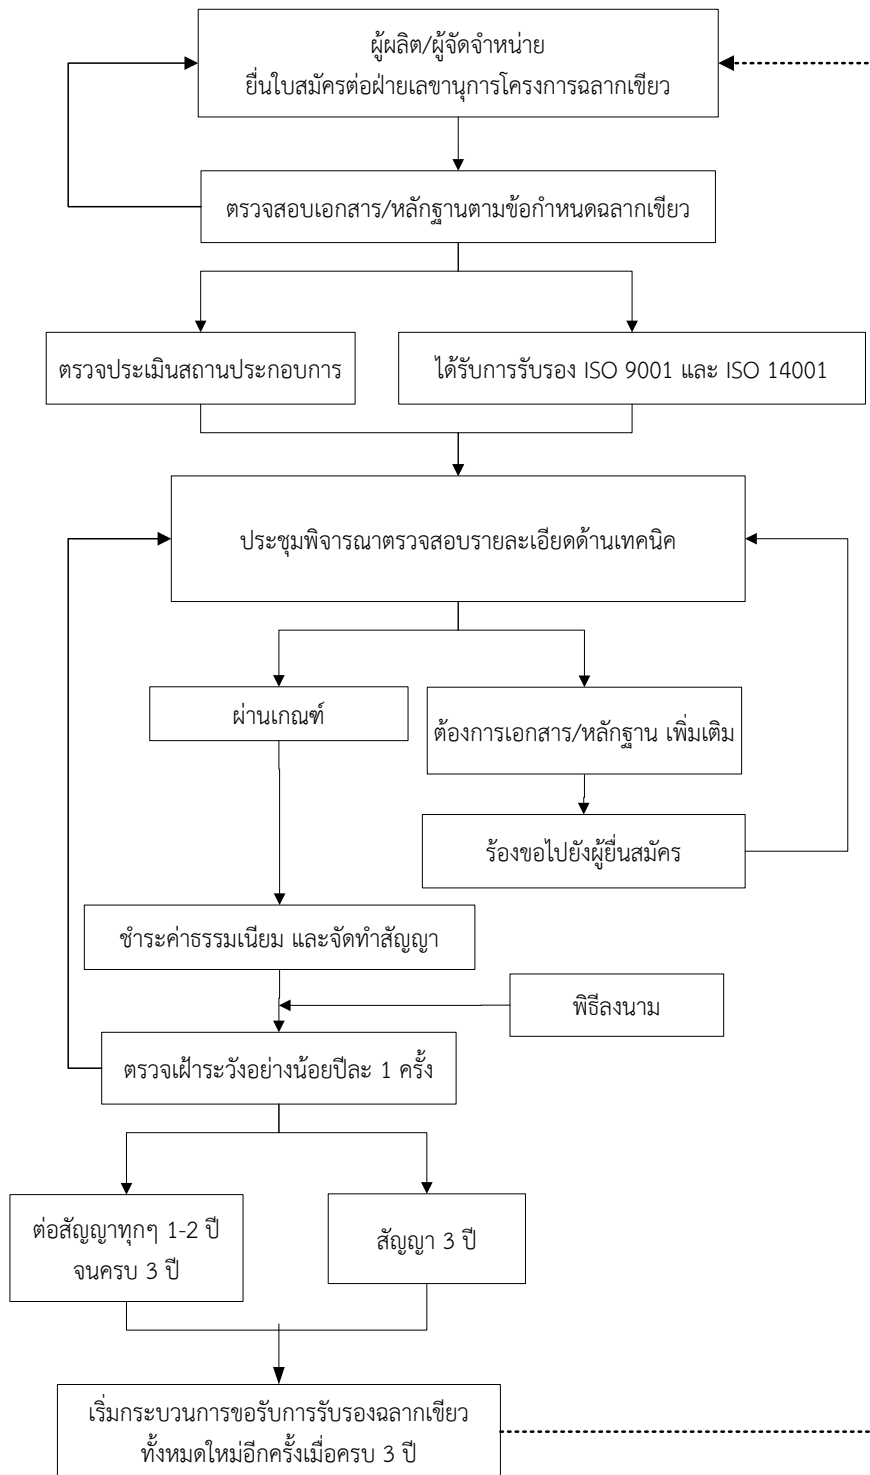 ผู้ผลิต/ผู้จัดจำหน่าย
ยื่นใบสมัครต่อฝ่ายเลขานุการโครงการฉลากเขียว
ตรวจสอบเอกสาร/หลักฐานตามข้อกำหนดฉลากเขียว
ตรวจประเมินสถานประกอบการ
ได้รับการรับรอง ISO 9001 และ ISO 14001
ประชุมพิจารณาตรวจสอบรายละเอียดด้านเทคนิค
ผ่านเกณฑ์
ต้องการเอกสาร/หลักฐาน เพิ่มเติม
ร้องขอไปยังผู้ยื่นสมัคร
ชำระค่าธรรมเนียม และจัดทำสัญญา
พิธีลงนาม
ตรวจเฝ้าระวังอย่างน้อยปีละ 1 ครั้ง
ต่อสัญญาทุกๆ 1-2 ปี
จนครบ 3 ปี
สัญญา 3 ปี
เริ่มกระบวนการขอรับการรับรองฉลากเขียว
ทั้งหมดใหม่อีกครั้งเมื่อครบ 3 ปี